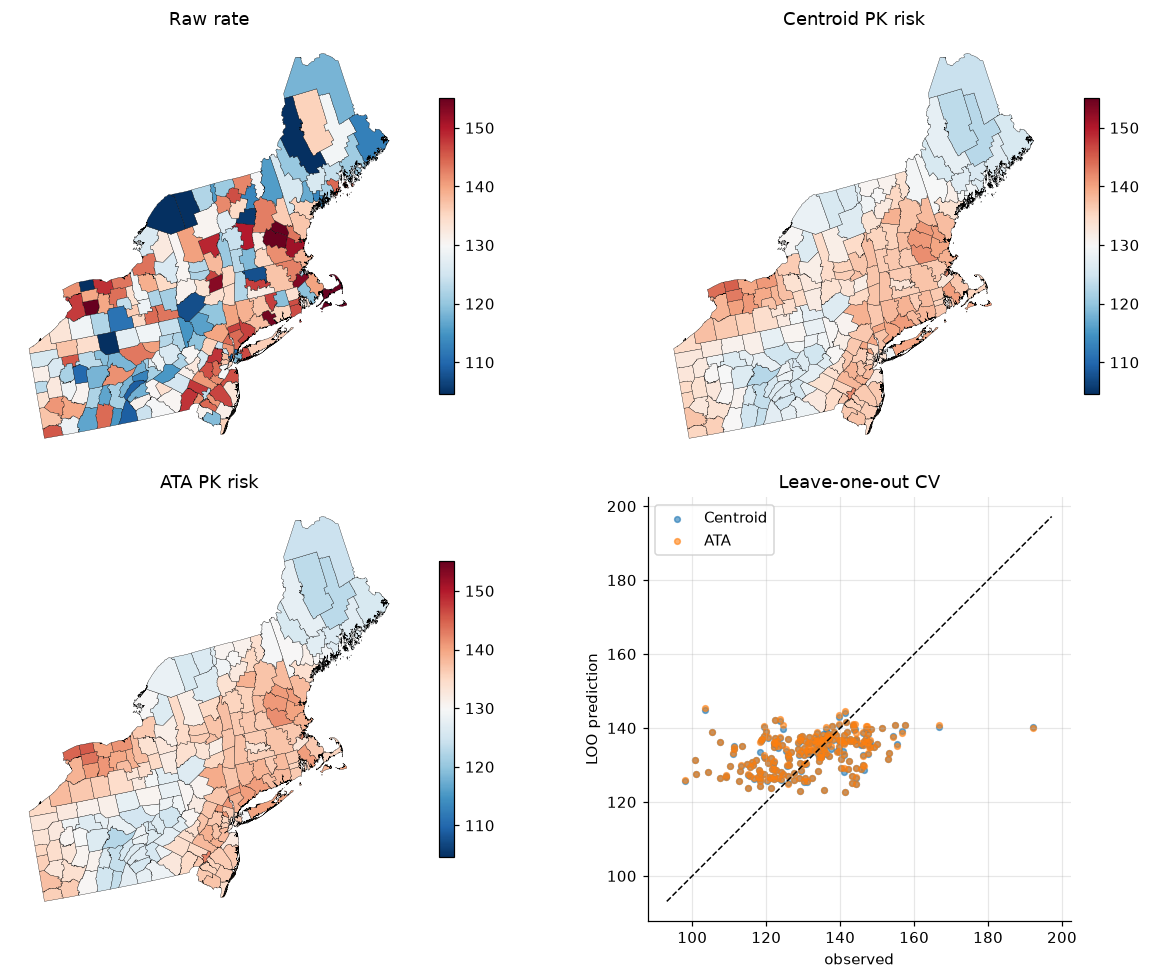 Raw rate
150
140
130
120
110
Centroid PK risk
150
140
130
120
110
ATA PK risk
150
140
130
120
110
Leave-one-out CV
Centroid
ATA
LOO prediction
200
180
160
140
120
100
100 120 140 160 180 200
observed